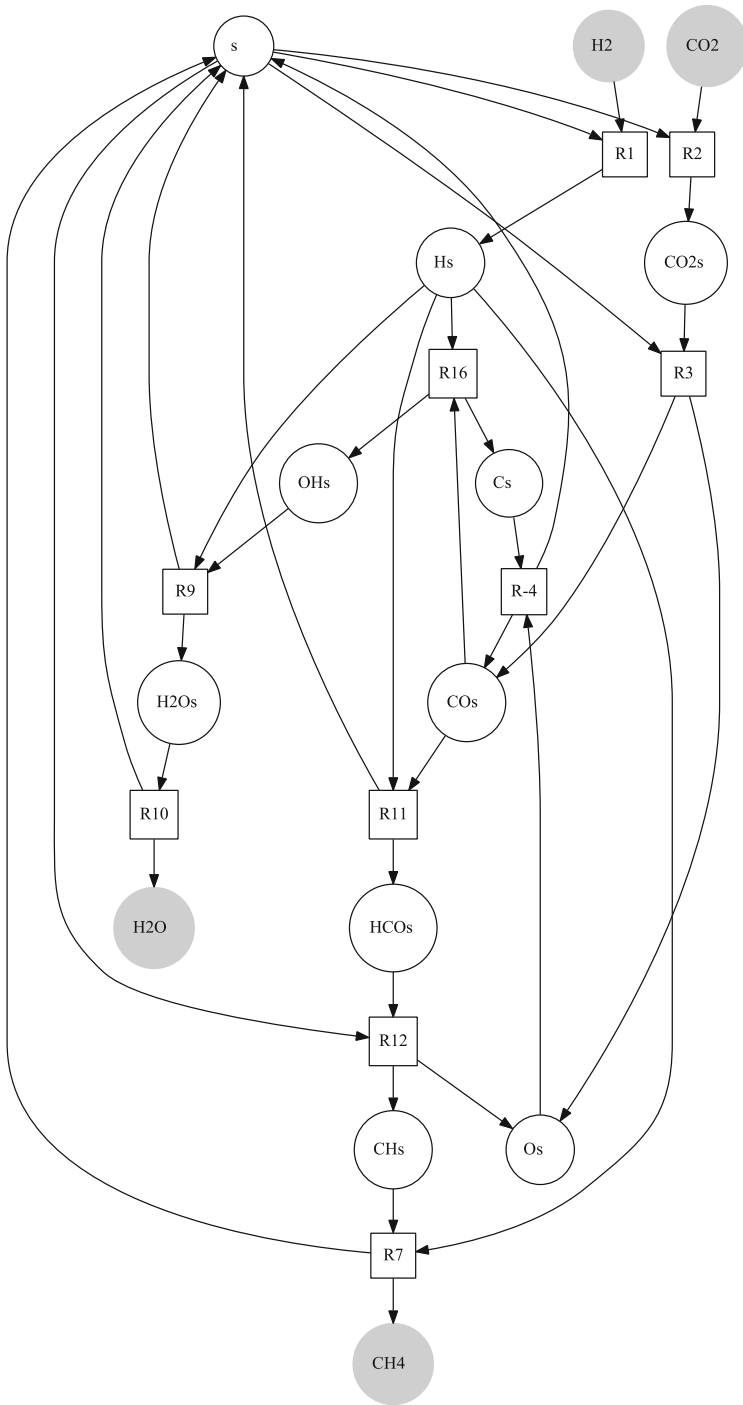 s
H2
CO2
R1
R2
Hs
CO2s
R16
R3
OHs
Cs
R9
R-4
H2Os
COs
R10
R11
H2O
HCOs
R12
CHs
Os
R7
CH4